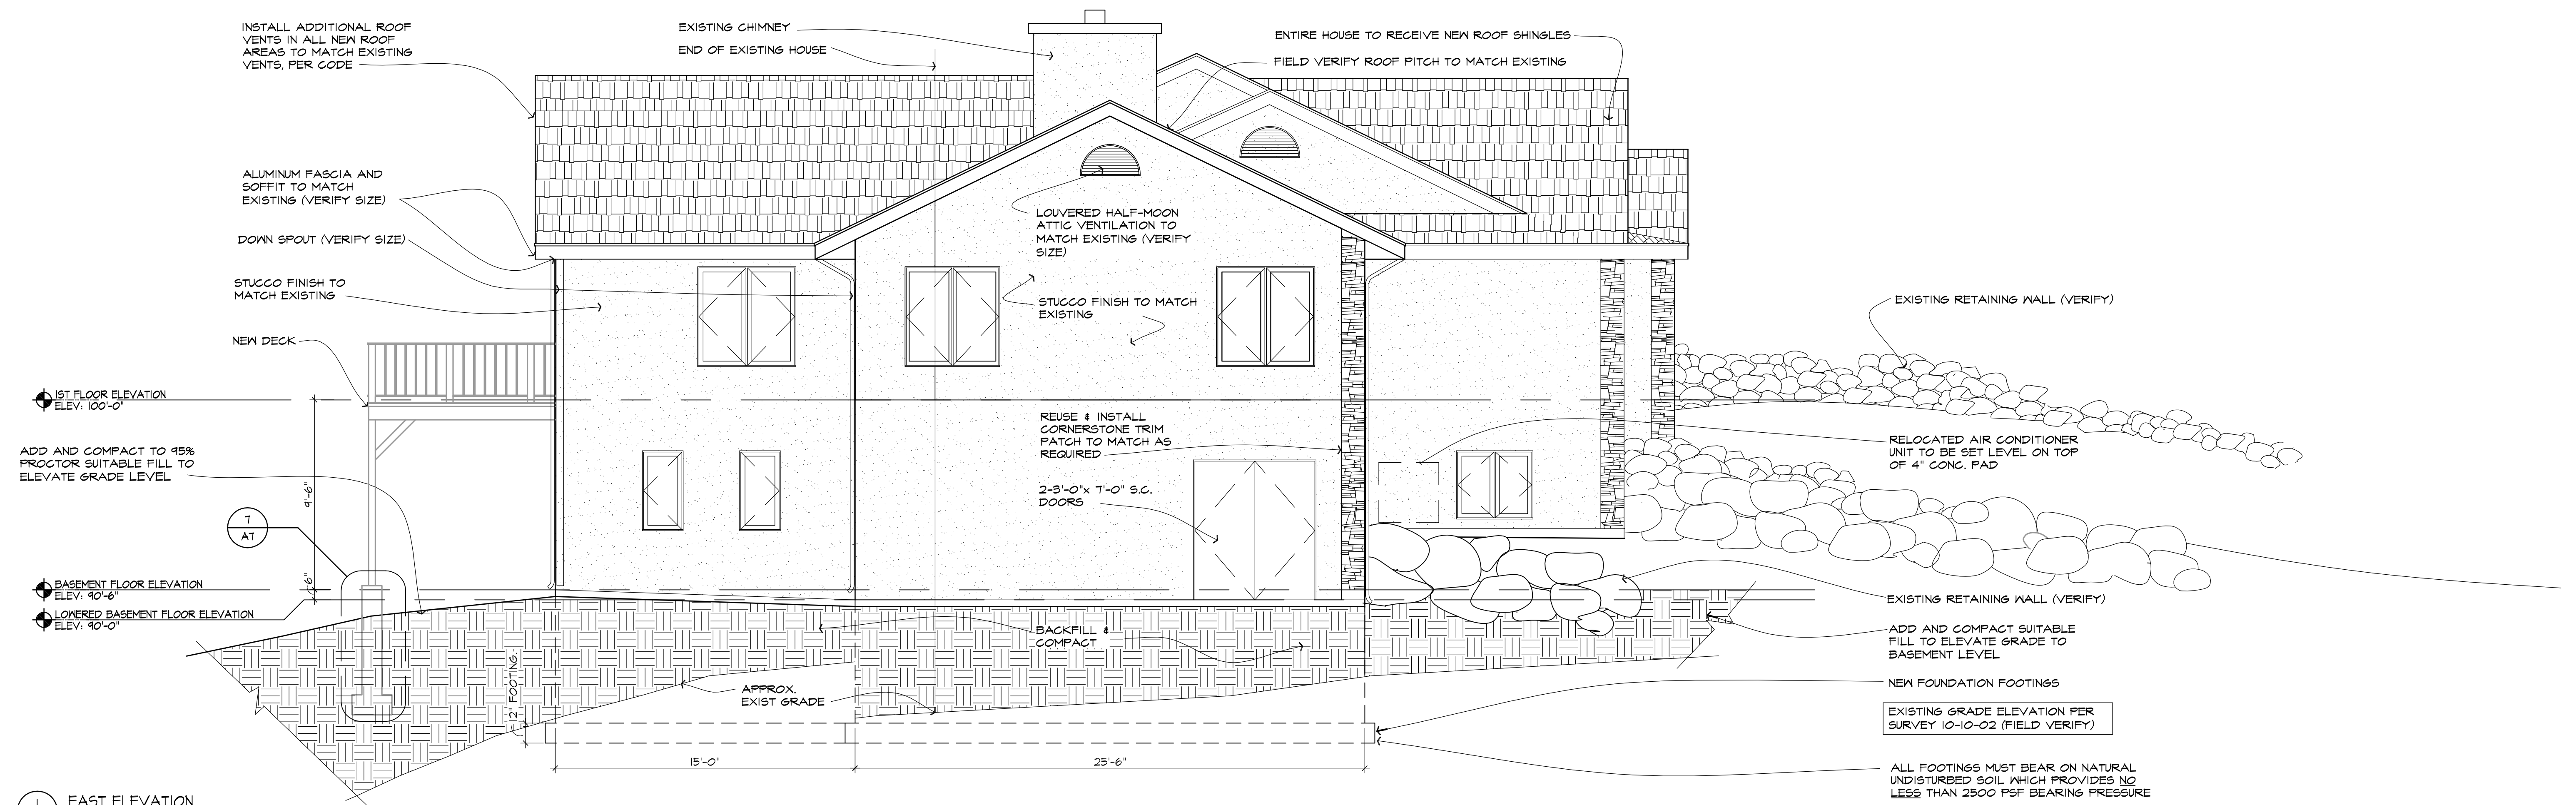 INSTALL ADDITIONAL ROOF
VENTS IN ALL NEW ROOF
AREAS TO MATCH EXISTING
VENTS, PER CODE
EXISTING CHIMNEY
END OF EXISTING HOUSE
ENTIRE HOUSE TO RECEIVE NEW ROOF SHINGLES
FIELD VERIFY ROOF PITCH TO MATCH EXISTING
ALUMINUM FASCIA AND
SOFFIT TO MATCH
EXISTING (VERIFY SIZE)
DOWN SPOUT (VERIFY SIZE)
STUCCO FINISH TO
MATCH EXISTING
NEW DECK
LOUVERED HALF-MOON
ATTIC VENTILATION TO
MATCH EXISTING (VERIFY
SIZE)
STUCCO FINISH TO MATCH
EXISTING
EXISTING RETAINING WALL (VERIFY)
1ST FLOOR ELEVATION
ELEV: 100'-0"
ADD AND COMPACT TO 95%
PROCTOR SUITABLE FILL TO
ELEVATE GRADE LEVEL
9'-6"
REUSE & INSTALL
CORNERSTONE TRIM
PATCH TO MATCH AS
REQUIRED
2-3'-0"x 7'-0" S.C.
DOORS
RELOCATED AIR CONDITIONER
UNIT TO BE SET LEVEL ON TOP
OF 4" CONC. PAD
7
A7
BASEMENT FLOOR ELEVATION
ELEV: 90'-6"
LOWERED BASEMENT FLOOR ELEVATION
ELEV: 90'-0"
EXISTING RETAINING WALL (VERIFY)
BACKFILL &
COMPACT
ADD AND COMPACT SUITABLE
FILL TO ELEVATE GRADE TO
BASEMENT LEVEL
APPROX.
EXIST GRADE
12" FOOTING.
NEW FOUNDATION FOOTINGS
EXISTING GRADE ELEVATION PER
SURVEY 10-10-02 (FIELD VERIFY)
15'-0"
25'-6"
ALL FOOTINGS MUST BEAR ON NATURAL
UNDISTURBED SOIL WHICH PROVIDES NO
LESS THAN 2500 PSF BEARING PRESSURE
EAST ELEVATION